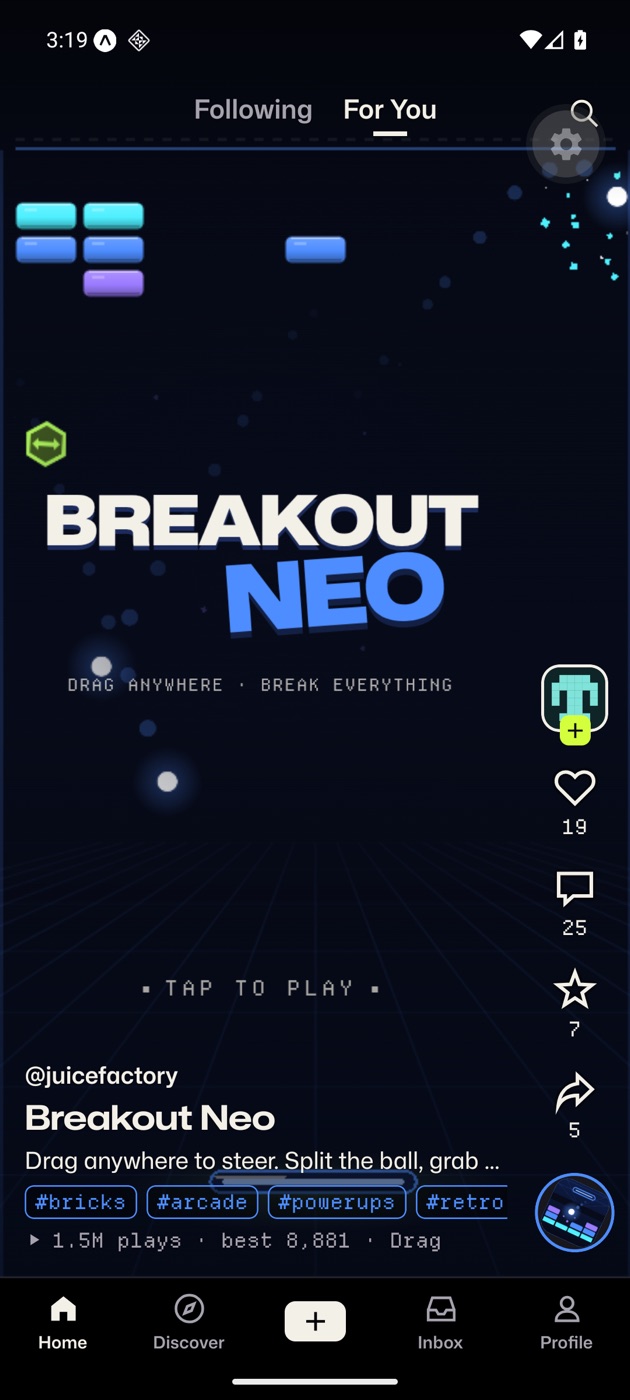 3:19
Following For You
BREAKOUT
NEO
DRAG ANYWHERE · BREAK EVERYTHING
19
25
▪ TAP TO PLAY ▪
7
@juicefactory
5
Breakout Neo
Drag anywhere to steer. Split the ball, grab ...
#bricks #arcade #powerups #retro
1.5M plays · best 8,881 · Drag
Home Discover Inbox Profile